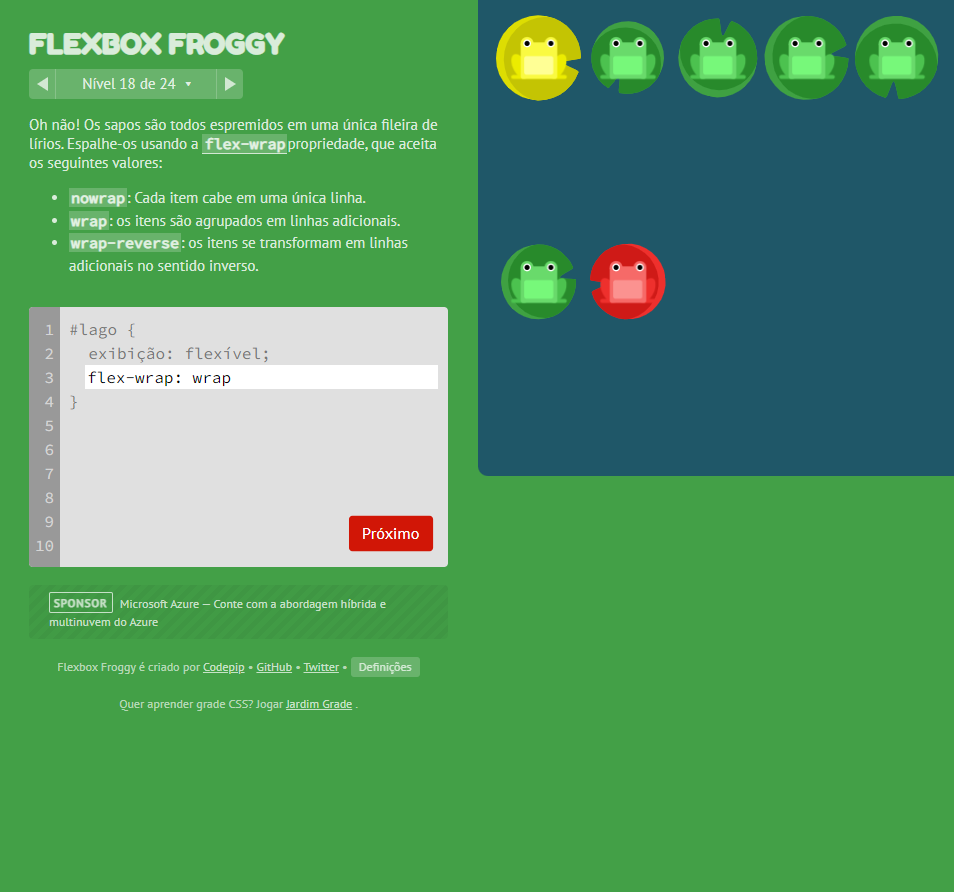 FLEXBOX FROGGY
Nível 18 de 24
Oh não! Os sapos são todos espremidos em uma única fileira de
lírios. Espalhe-os usando a flex-wrap propriedade, que aceita
os seguintes valores:
• nowrap: Cada item cabe em uma única linha.
• wrap: os itens são agrupados em linhas adicionais.
• wrap-reverse: os itens se transformam em linhas
adicionais no sentido inverso.
1 #lago {
2 exibição: flexível;
3 flex-wrap: wrap
4 }
5
6
7
8
9
10
Próximo
SPONSOR Microsoft Azure — Conte com a abordagem híbrida e
multinuvem do Azure
Flexbox Froggy é criado por Codepip • GitHub • Twitter • Definições
Quer aprender grade CSS? Jogar Jardim Grade .